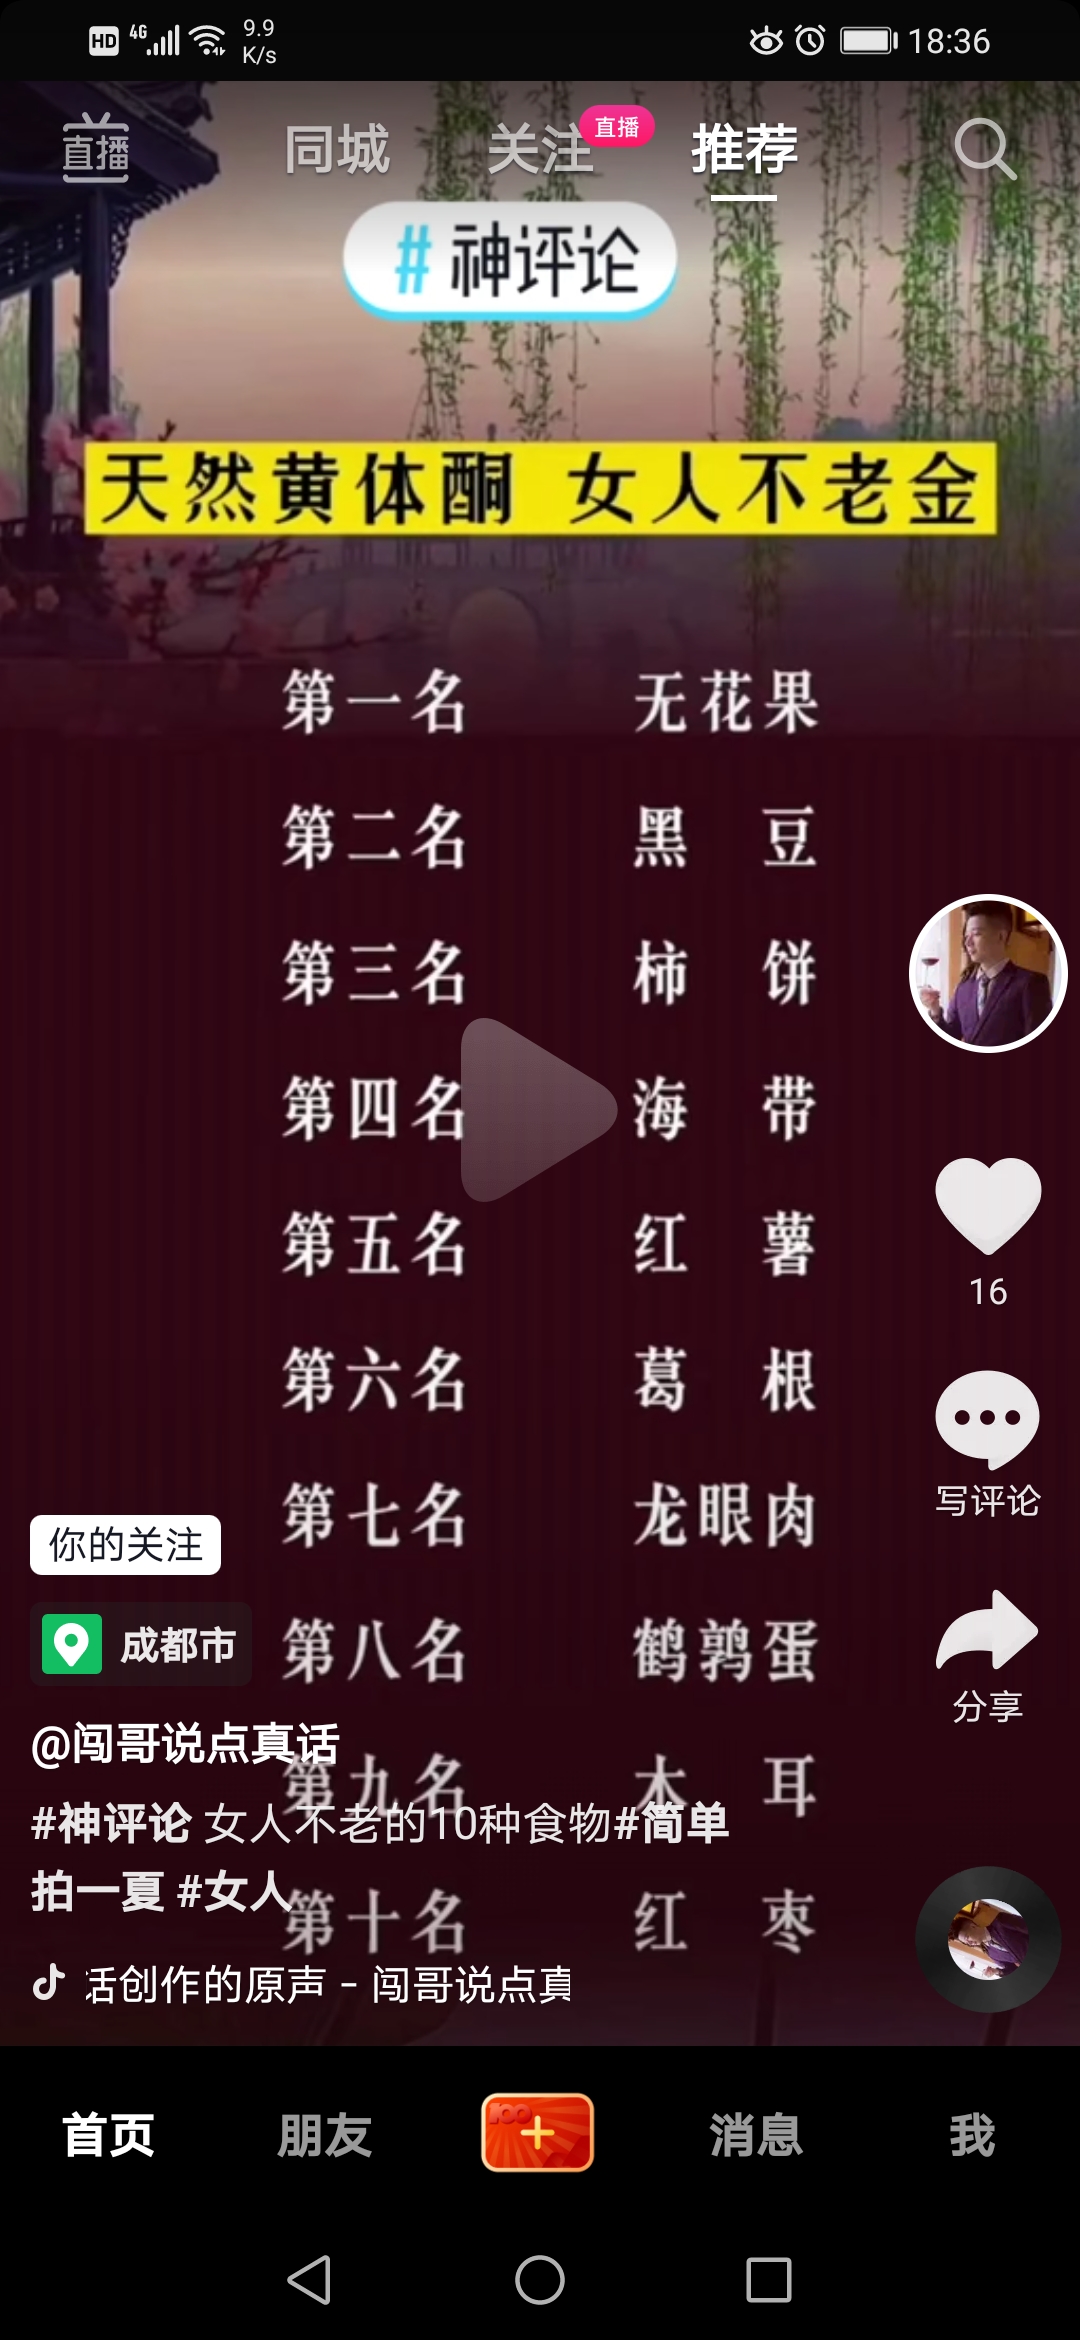 HD 4G 9.9 K/s 18:36
直播 同城 关注 直播 推荐
# 神评论
天然黄体酮 女人不老金
第一名 无花果
第二名 黑豆
第三名 柿饼
第四名 海带
第五名 红薯
第六名 葛根
第七名 龙眼肉
第八名 鹤鹑蛋
第九名 木耳
第十名 红枣
16
写评论
分享
你的关注
成都市
@闯哥说点真话
#神评论 女人不老的10种食物#简单
拍一夏 #女人
话创作的原声 - 闯哥说点真
首页 朋友 100 消息 我